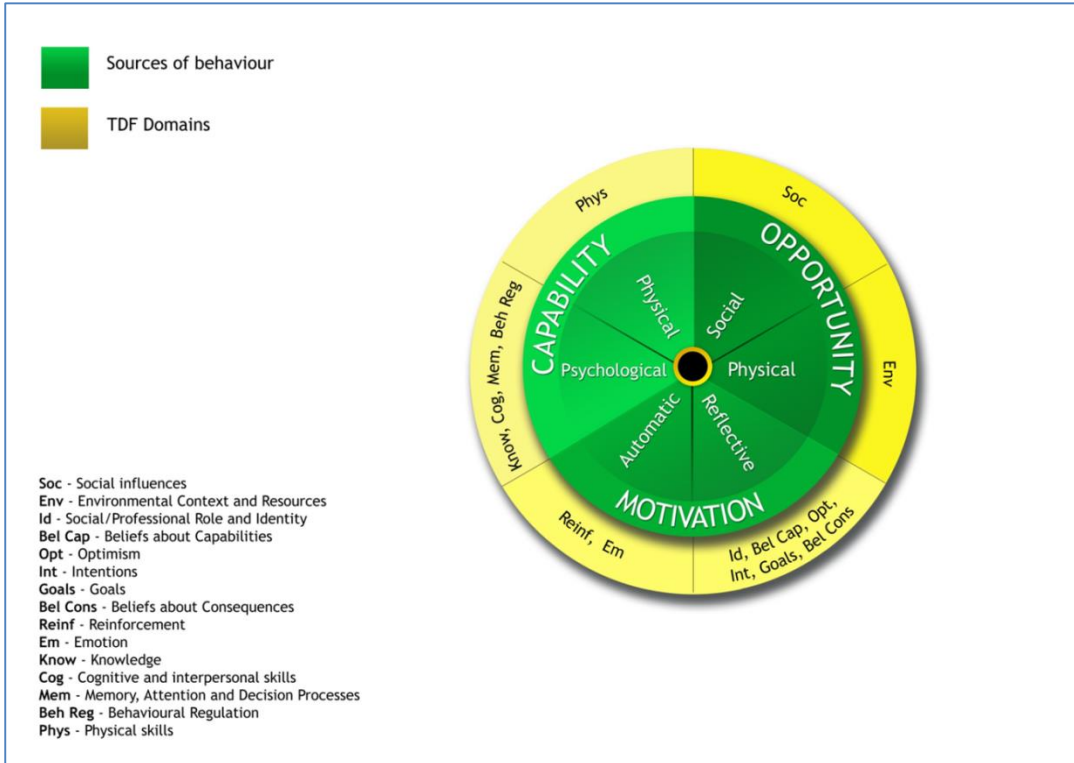 Sources of behaviour
TDF Domains
Phys
Soc
CAPABILITY
OPPORTUNITY
Physical
Social
Know, Cog, Mem, Beh Reg
Psychological
Physical
Env
Automatic
Reflective
MOTIVATION
Reinf, Em
Id, Bel Cap, Opt,
Int, Goals, Bel Cons
Soc - Social influences
Env - Environmental Context and Resources
Id - Social/Professional Role and Identity
Bel Cap - Beliefs about Capabilities
Opt - Optimism
Int - Intentions
Goals - Goals
Bel Cons - Beliefs about Consequences
Reinf - Reinforcement
Em - Emotion
Know - Knowledge
Cog - Cognitive and interpersonal skills
Mem - Memory, Attention and Decision Processes
Beh Reg - Behavioural Regulation
Phys - Physical skills